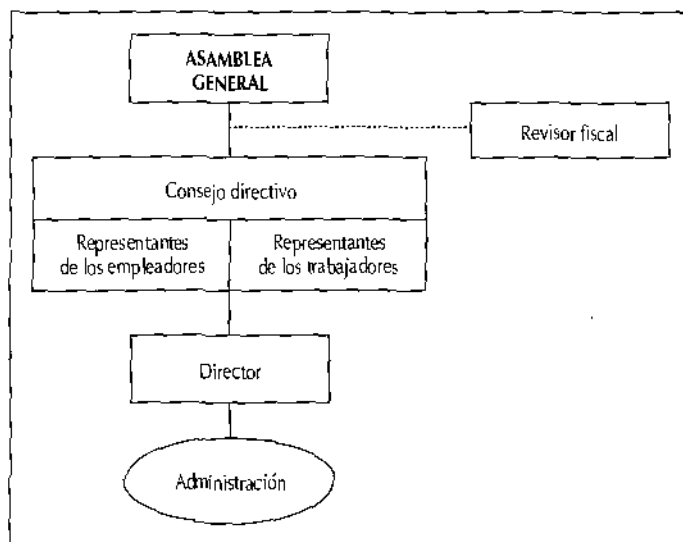 ASAMBLEA
GENERAL
Revisor fiscal
Consejo directivo
Representantes
de los empleadores
Representantes
de los trabajadores
Director
Administración